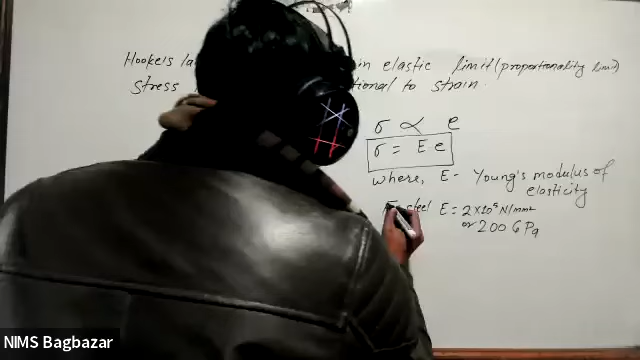 Hooke's la in elastic limit (proportionality limit)
stress tional to strain.
σ ∝ e
σ = E.e
where, E - Young's modulus of
elasticity
steel E = 2×10⁵ N/mm²
or 200 GPa
NIMS Bagbazar